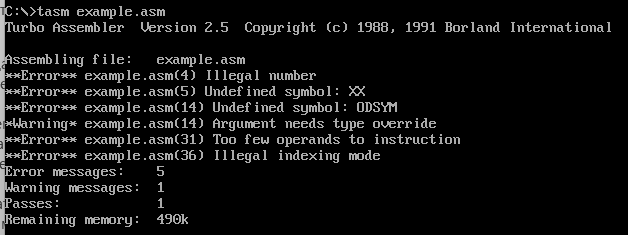 C:\>tasm example.asm
Turbo Assembler  Version 2.5  Copyright (c) 1988, 1991 Borland International
Assembling file:   example.asm
**Error** example.asm(4) Illegal number
**Error** example.asm(5) Undefined symbol: XX
**Error** example.asm(14) Undefined symbol: ODSYM
*Warning* example.asm(14) Argument needs type override
**Error** example.asm(31) Too few operands to instruction
**Error** example.asm(36) Illegal indexing mode
Error messages:    5
Warning messages:  1
Passes:            1
Remaining memory:  490k